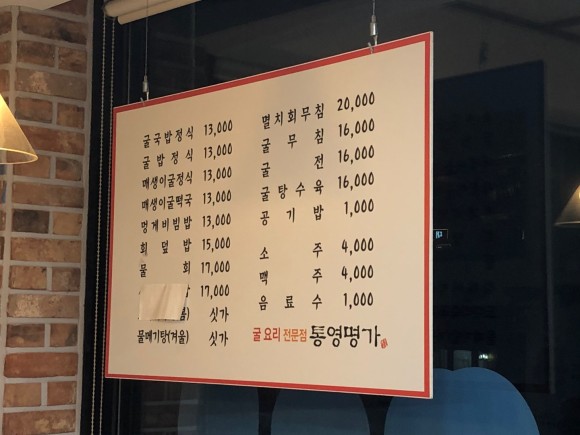 굴국밥정식 13,000
굴밥정식 13,000
매생이굴정식 13,000
매생이굴떡국 13,000
멍게비빔밥 13,000
회덮밥 15,000
물회 17,000
17,000
싯가
물메기탕(겨울) 싯가
멸치회무침 20,000
굴무침 16,000
굴전 16,000
굴탕수육 16,000
공기밥 1,000
소주 4,000
맥주 4,000
음료수 1,000
굴 요리 전문점 통영명가